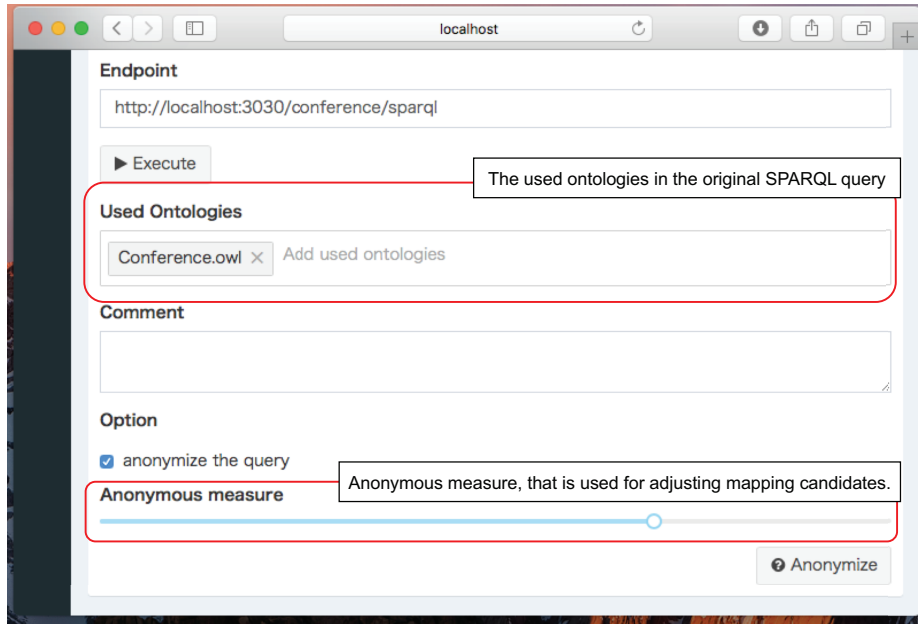 localhost
Endpoint
http://localhost:3030/conference/sparql
Execute
The used ontologies in the original SPARQL query
Used Ontologies
Conference.owl × Add used ontologies
Comment
Option
anonymize the query
Anonymous measure, that is used for adjusting mapping candidates.
Anonymous measure
Anonymize